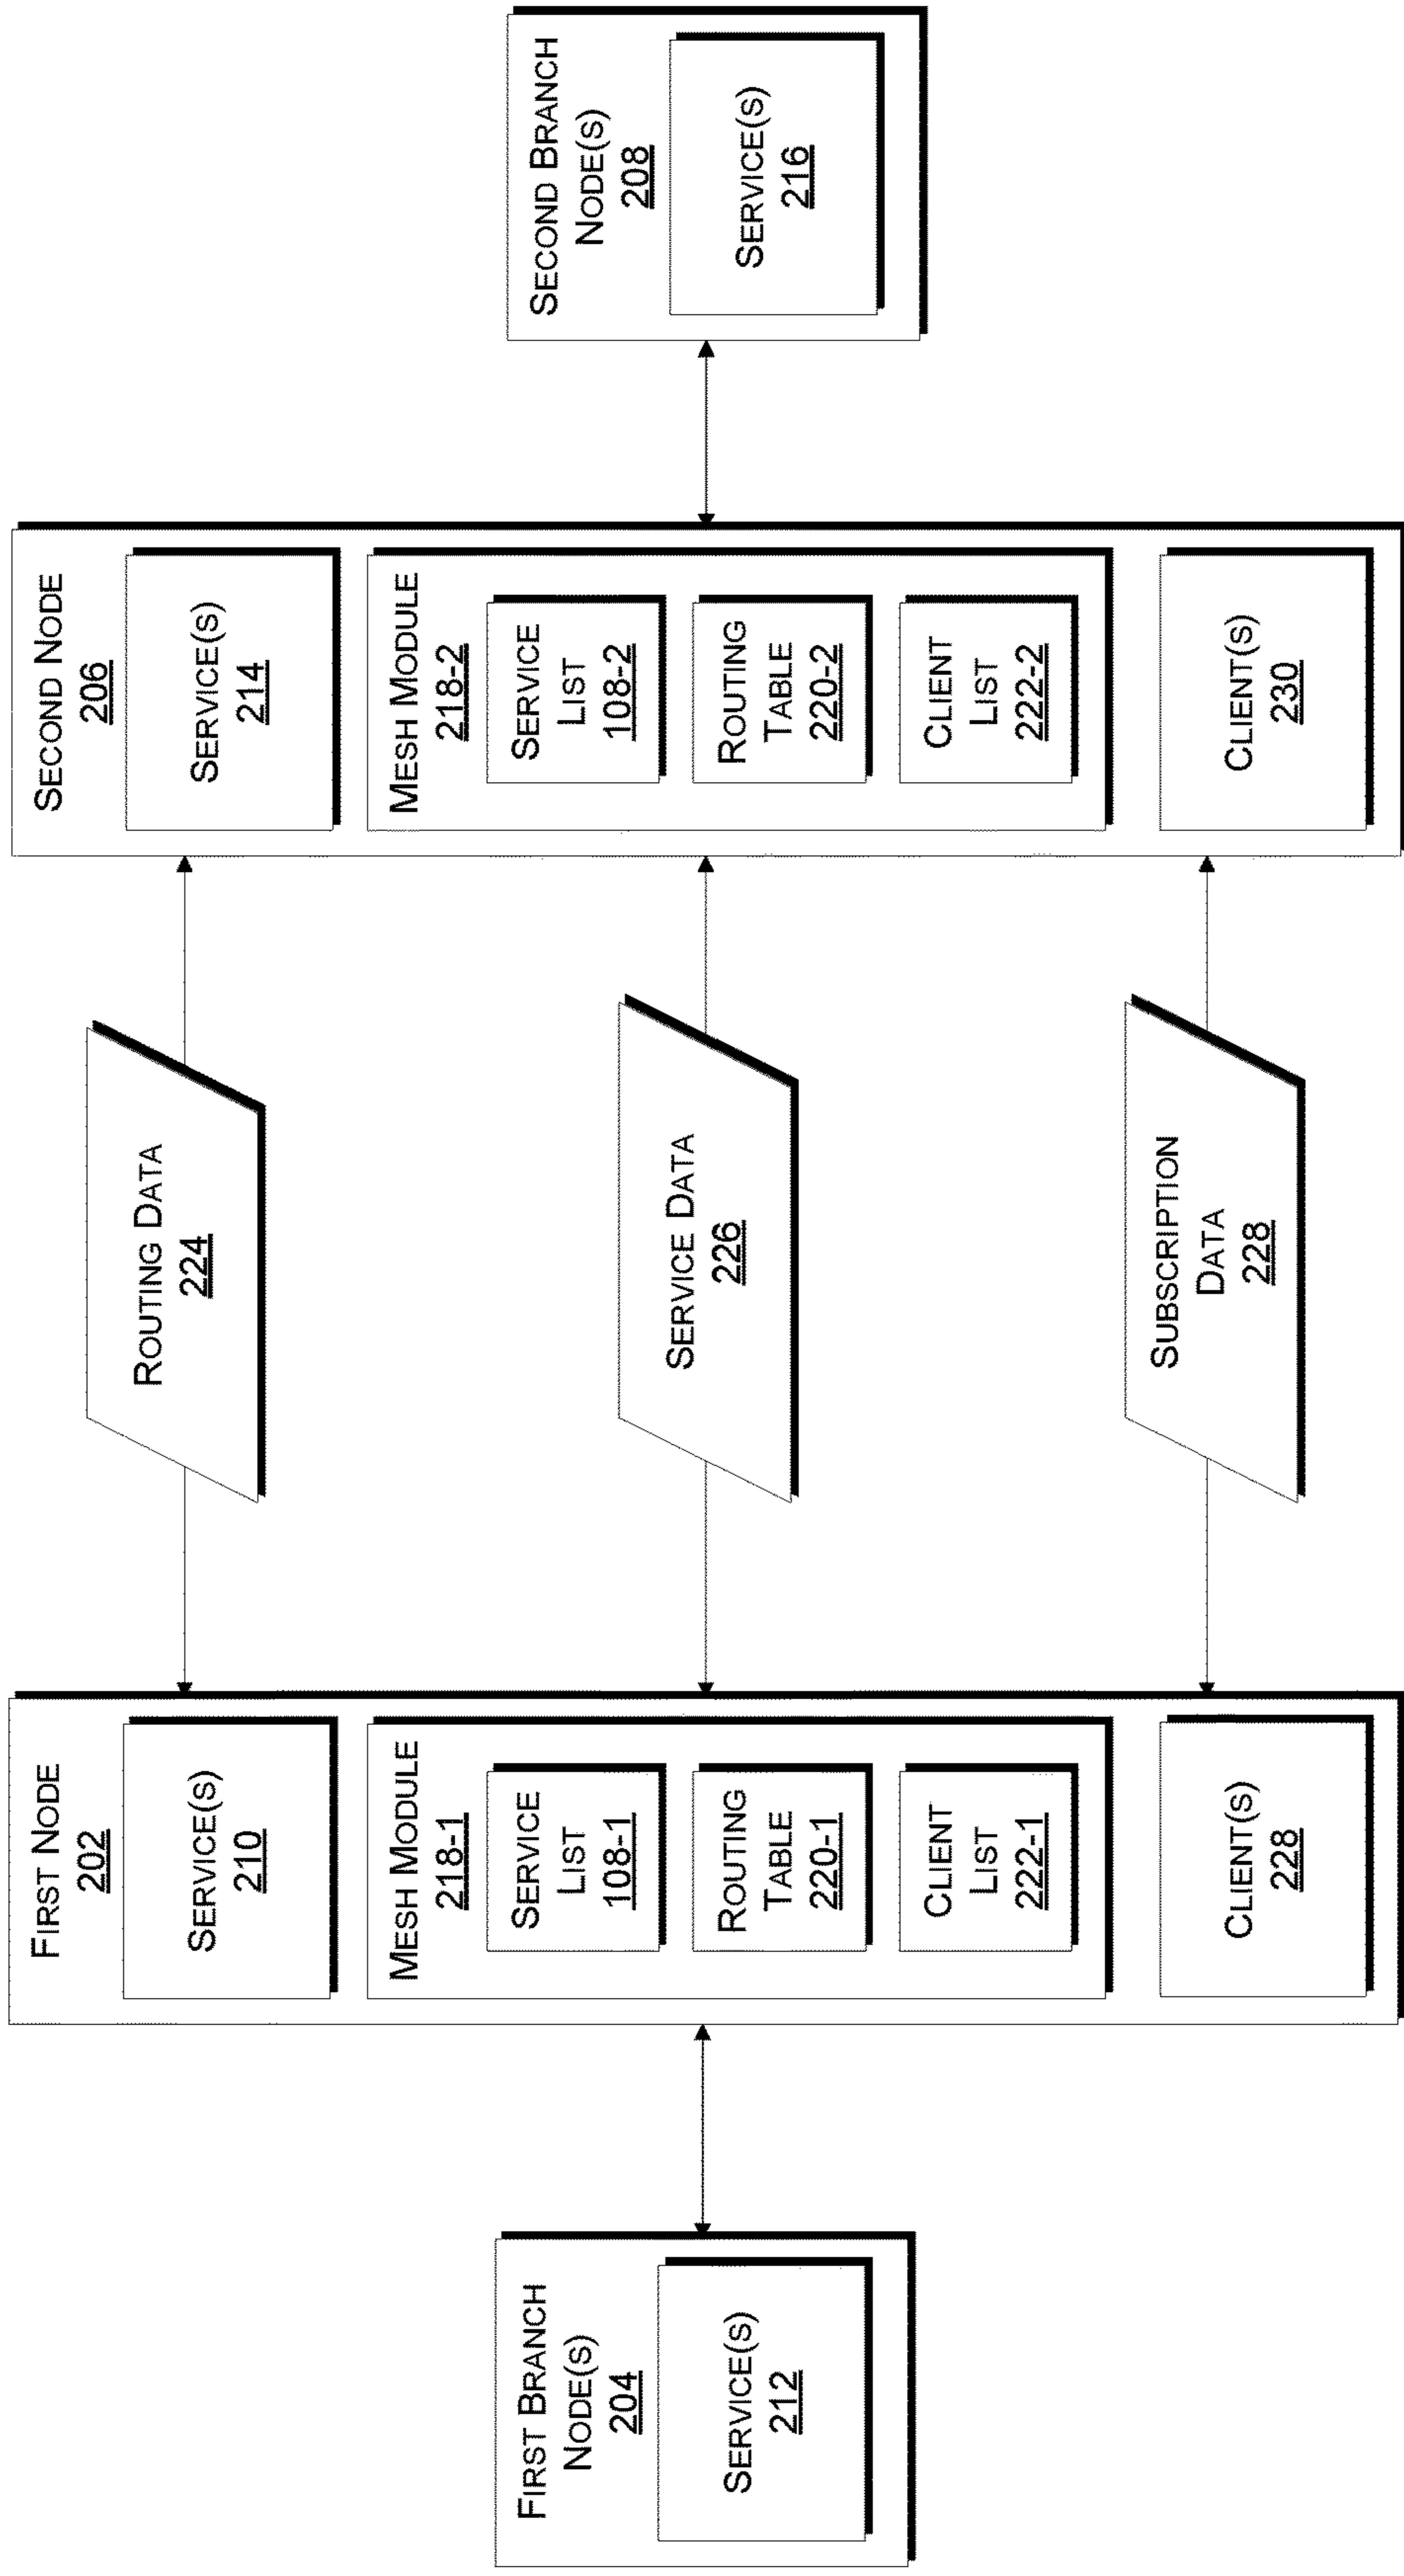 FIRST BRANCH
NODE(S)
204
SERVICE(S)
212
FIRST NODE
202
SERVICE(S)
210
MESH MODULE
218-1
SERVICE
LIST
108-1
ROUTING
TABLE
220-1
CLIENT
LIST
222-1
CLIENT(S)
228
ROUTING DATA
224
SERVICE DATA
226
SUBSCRIPTION
DATA
228
SECOND NODE
206
SERVICE(S)
214
MESH MODULE
218-2
SERVICE
LIST
108-2
ROUTING
TABLE
220-2
CLIENT
LIST
222-2
CLIENT(S)
230
SECOND BRANCH
NODE(S)
208
SERVICE(S)
216